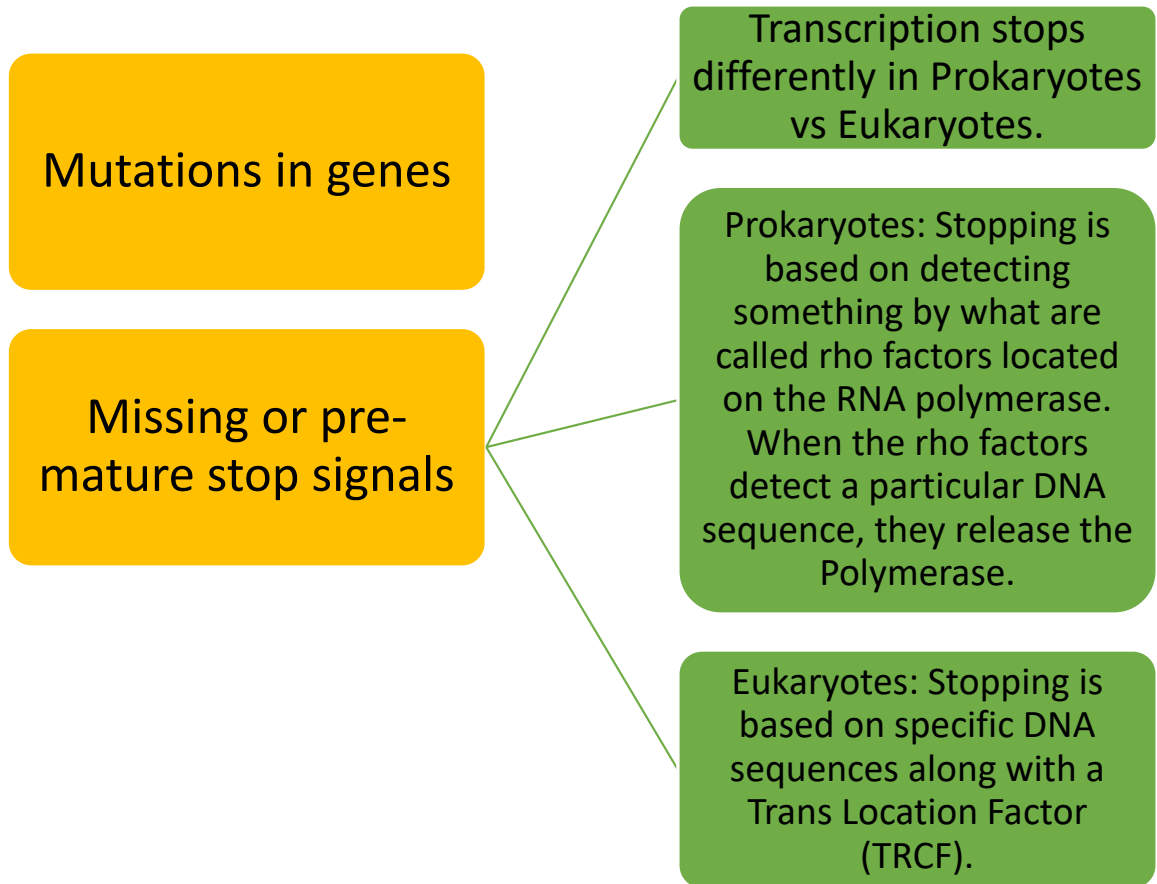 Mutations in genes
Missing or pre-
mature stop signals
Transcription stops
differently in Prokaryotes
vs Eukaryotes.
Prokaryotes: Stopping is
based on detecting
something by what are
called rho factors located
on the RNA polymerase.
When the rho factors
detect a particular DNA
sequence, they release the
Polymerase.
Eukaryotes: Stopping is
based on specific DNA
sequences along with a
Trans Location Factor
(TRCF).